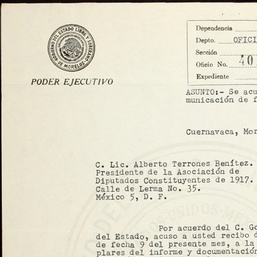 GOBIERNO DEL ESTADO LIBRE Y SOBERANO DE MORELOS
PODER EJECUTIVO
Dependencia
Depto. OFICI
Sección
Oficio No. 40
Expediente
ASUNTO:- Se acu
municación de f
Cuernavaca, Mor
C. Lic. Alberto Terrones Benítez.
Presidente de la Asociación de
Diputados Constituyentes de 1917.
Calle de Lerma No. 35.
México 5, D. F.
Por acuerdo del C. Go
del Estado, acuso a usted recibo d
de fecha 9 del presente mes, a la
plares del informe y documentación